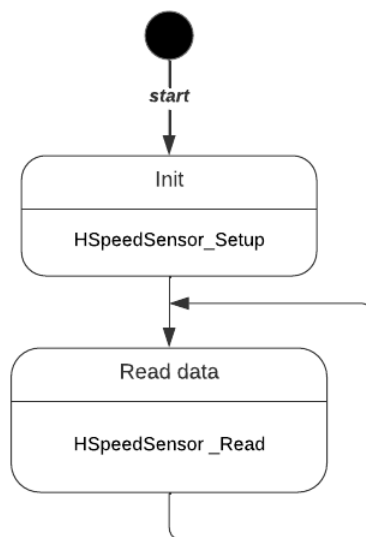 start
Init
HSpeedSensor_Setup
Read data
HSpeedSensor _Read